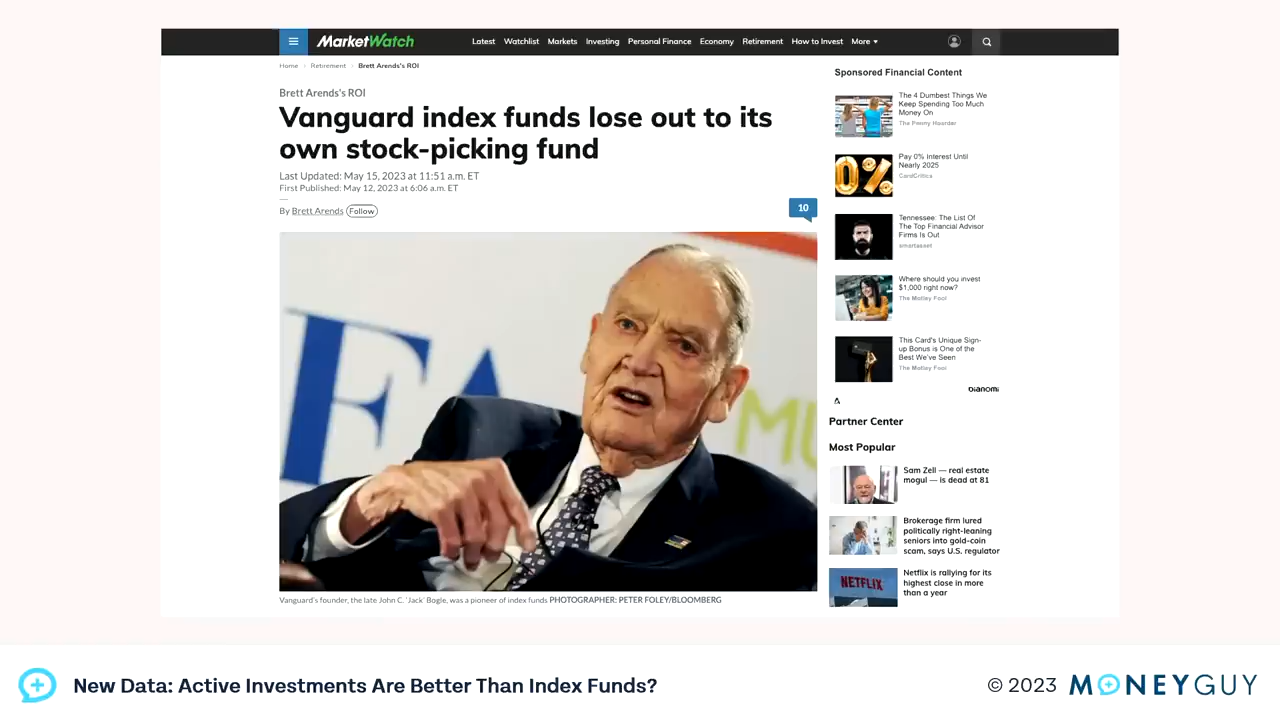 MarketWatch
Latest Watchlist Markets Investing Personal Finance Economy Retirement How to Invest More
Home › Retirement › Brett Arends's ROI
Brett Arends's ROI
Vanguard index funds lose out to its
own stock-picking fund
Last Updated: May 15, 2023 at 11:51 a.m. ET
First Published: May 12, 2023 at 6:06 a.m. ET
By Brett Arends Follow
10
Vanguard's founder, the late John C. 'Jack' Bogle, was a pioneer of index funds PHOTOGRAPHER: PETER FOLEY/BLOOMBERG
Sponsored Financial Content
The 4 Dumbest Things We
Keep Spending Too Much
Money On
The Penny Hoarder
0%
Pay 0% Interest Until
Nearly 2025
CardCritics
Tennessee: The List Of
The Top Financial Advisor
Firms Is Out
smartasset
Where should you invest
$1,000 right now?
The Motley Fool
This Card's Unique Sign-
up Bonus is One of the
Best We've Seen
The Motley Fool
Partner Center
Most Popular
Sam Zell — real estate
mogul — is dead at 81
Brokerage firm lured
politically right-leaning
seniors into gold-coin
scam, says U.S. regulator
NETFLIX
Netflix is rallying for its
highest close in more
than a year
New Data: Active Investments Are Better Than Index Funds?
© 2023 MONEYGUY